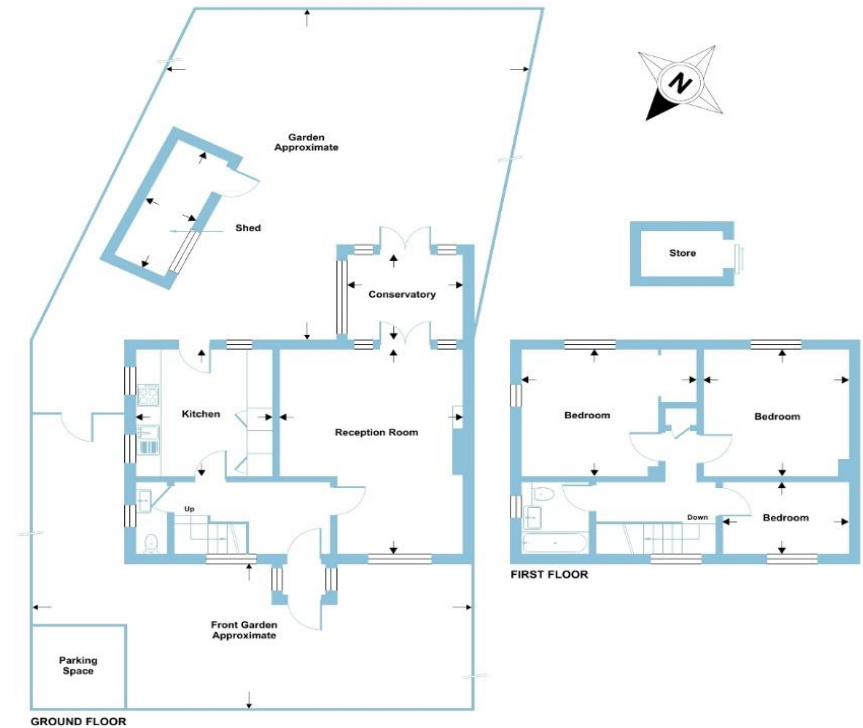 N
Garden
Approximate
Shed
Store
Conservatory
Kitchen
Reception Room
Bedroom
Bedroom
Up
Down
Bedroom
FIRST FLOOR
Front Garden
Approximate
Parking
Space
GROUND FLOOR